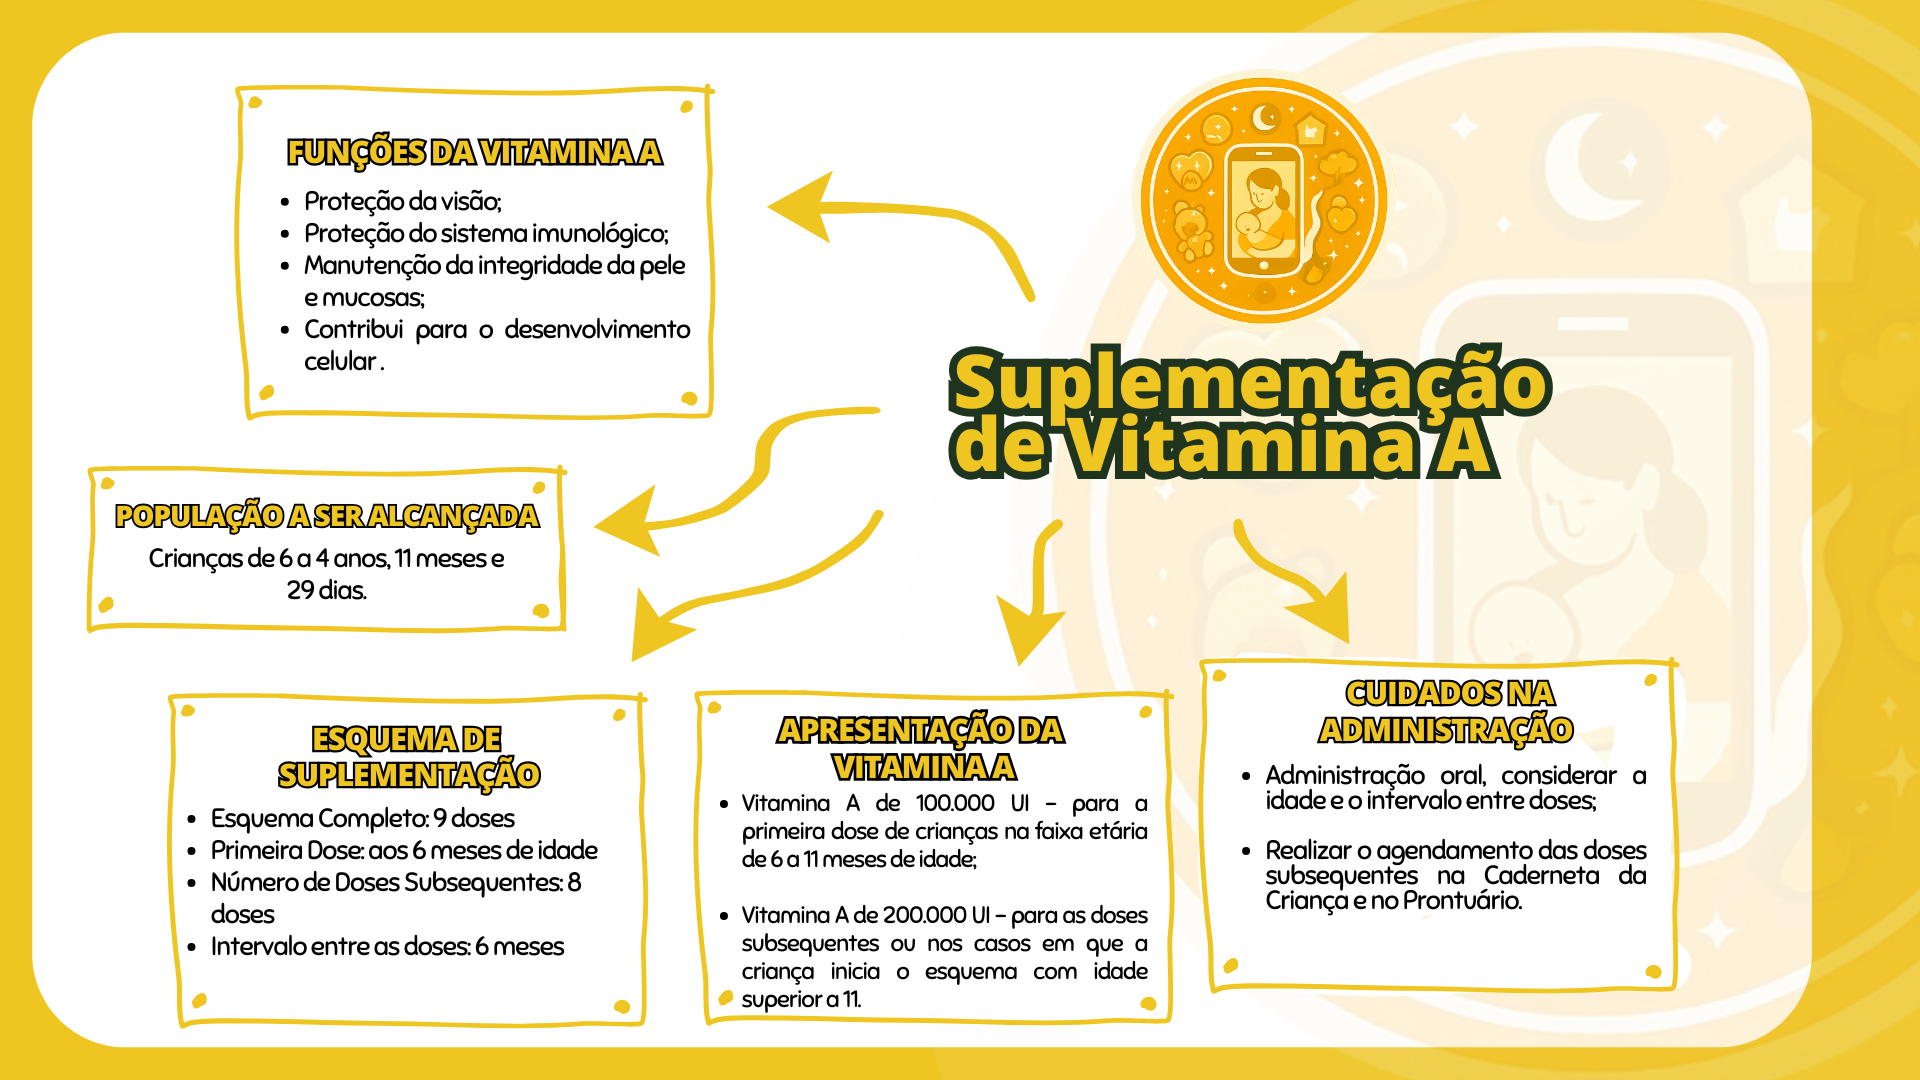 Suplementação
de Vitamina A
FUNÇÕES DA VITAMINA A
• Proteção da visão;
• Proteção do sistema imunológico;
• Manutenção da integridade da pele
e mucosas;
• Contribui para o desenvolvimento
celular .
POPULAÇÃO A SER ALCANÇADA
Crianças de 6 a 4 anos, 11 meses e
29 dias.
ESQUEMA DE
SUPLEMENTAÇÃO
• Esquema Completo: 9 doses
• Primeira Dose: aos 6 meses de idade
• Número de Doses Subsequentes: 8
doses
• Intervalo entre as doses: 6 meses
APRESENTAÇÃO DA
VITAMINA A
• Vitamina A de 100.000 UI – para a
primeira dose de crianças na faixa etária
de 6 a 11 meses de idade;
• Vitamina A de 200.000 UI – para as doses
subsequentes ou nos casos em que a
criança inicia o esquema com idade
superior a 11.
CUIDADOS NA
ADMINISTRAÇÃO
• Administração oral, considerar a
idade e o intervalo entre doses;
• Realizar o agendamento das doses
subsequentes na Caderneta da
Criança e no Prontuário.